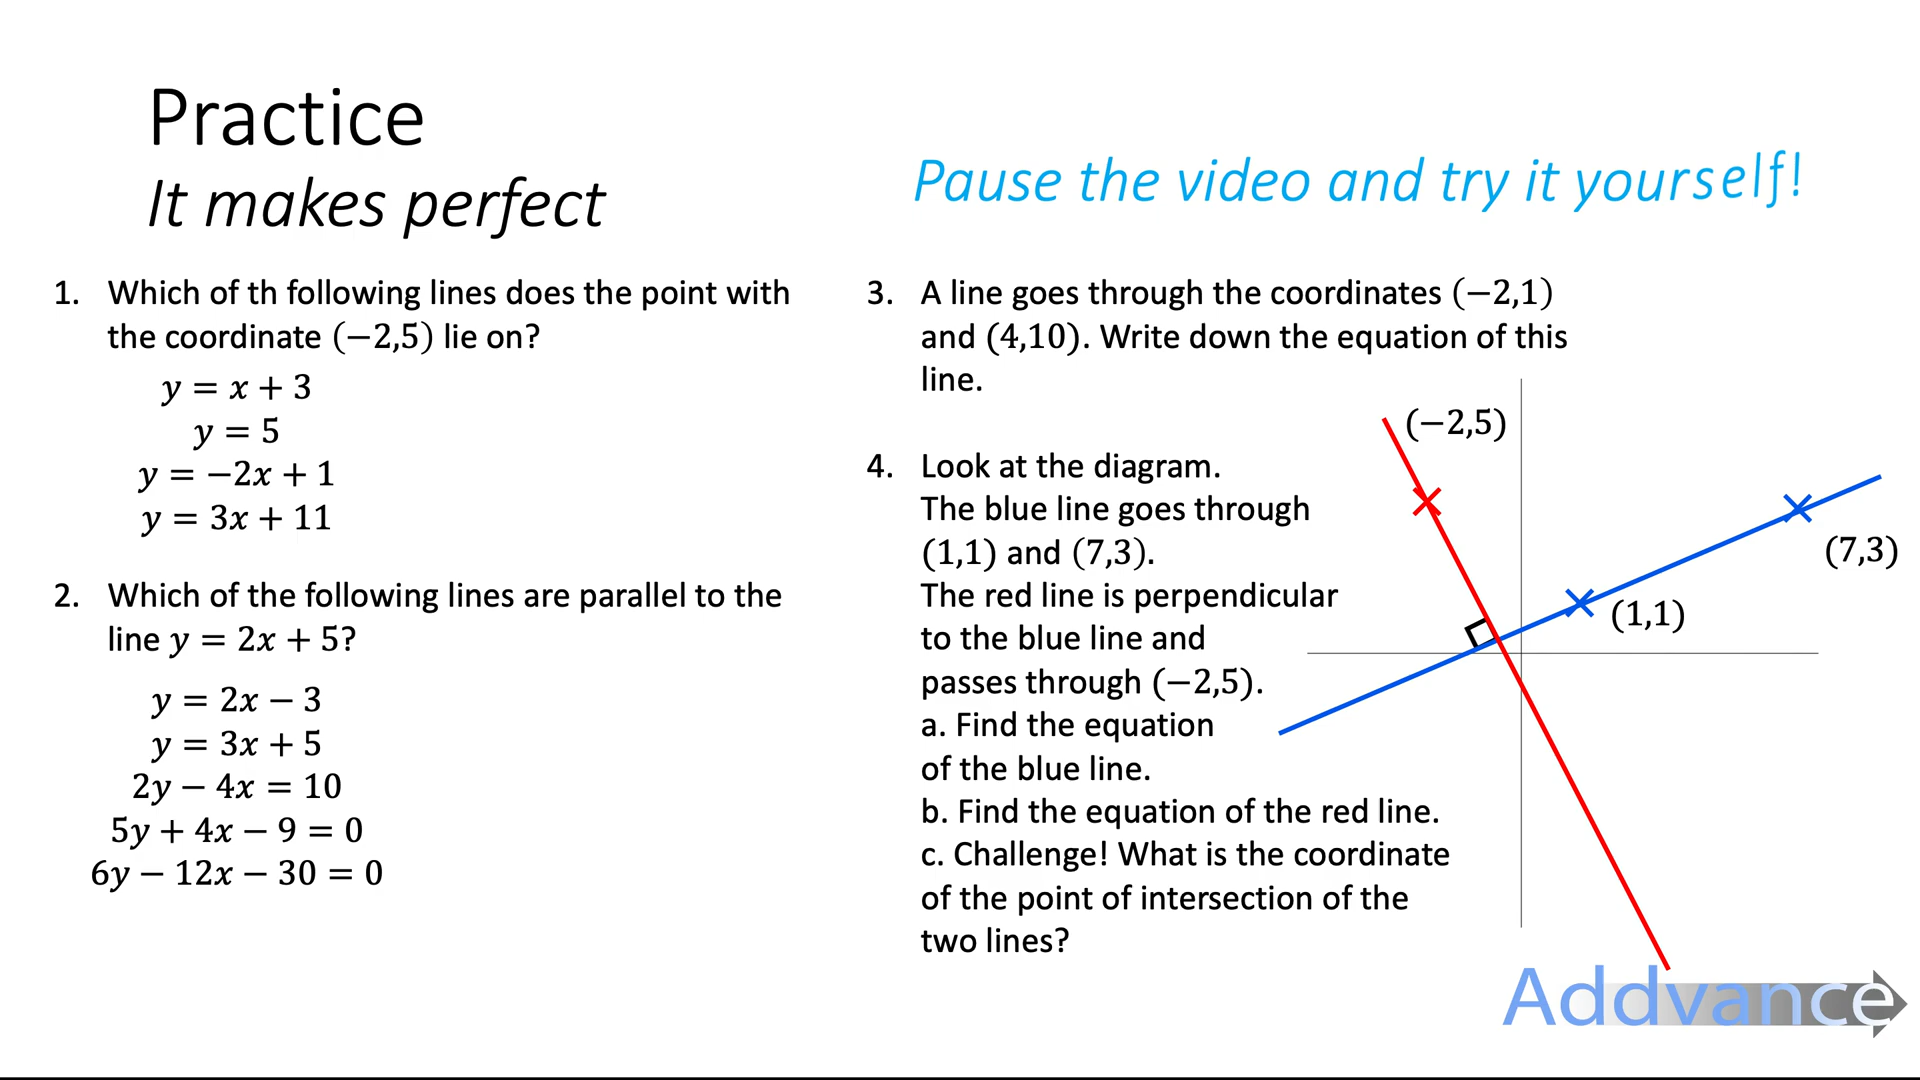 Practice
It makes perfect
Pause the video and try it yourself!
1. Which of th following lines does the point with
the coordinate (−2,5) lie on?
y = x + 3
y = 5
y = −2x + 1
y = 3x + 11
2. Which of the following lines are parallel to the
line y = 2x + 5?
y = 2x − 3
y = 3x + 5
2y − 4x = 10
5y + 4x − 9 = 0
6y − 12x − 30 = 0
3. A line goes through the coordinates (−2,1)
and (4,10). Write down the equation of this
line.
4. Look at the diagram.
The blue line goes through
(1,1) and (7,3).
The red line is perpendicular
to the blue line and
passes through (−2,5).
a. Find the equation
of the blue line.
b. Find the equation of the red line.
c. Challenge! What is the coordinate
of the point of intersection of the
two lines?
(−2,5)
(7,3)
(1,1)
Addvance